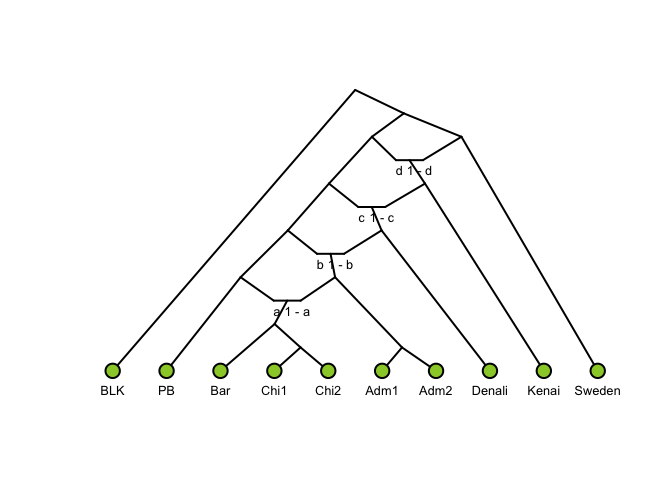 d 1 - d
c 1 - c
b 1 - b
a 1 - a
BLK PB Bar Chi1 Chi2 Adm1 Adm2 Denali Kenai Sweden